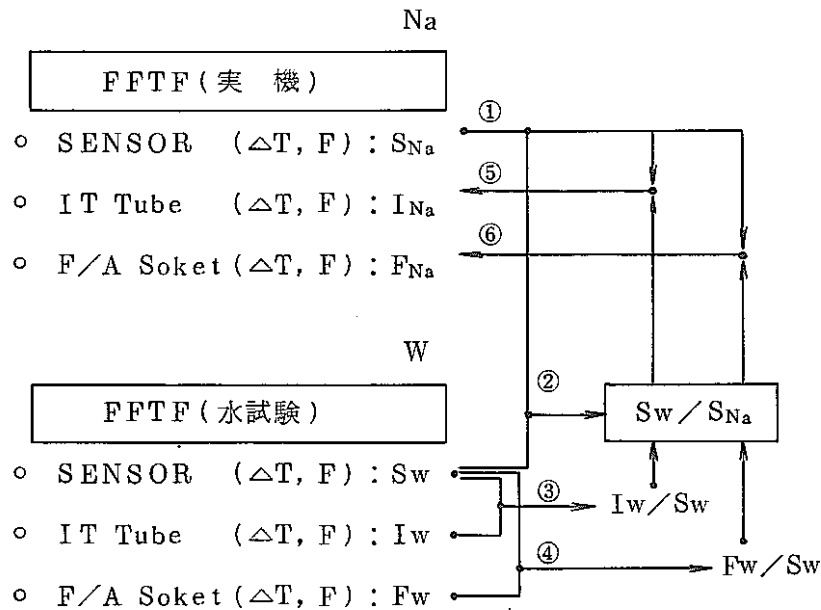 Na
FFTF(実 機)
①
○ SENSOR (△T, F) : SNa
⑤
○ IT Tube (△T, F) : INa
⑥
○ F/A Soket (△T, F) : FNa
W
②
FFTF(水試験)
Sw/SNa
○ SENSOR (△T, F) : Sw
③
Iw/Sw
○ IT Tube (△T, F) : Iw
④
Fw/Sw
○ F/A Soket (△T, F) : Fw